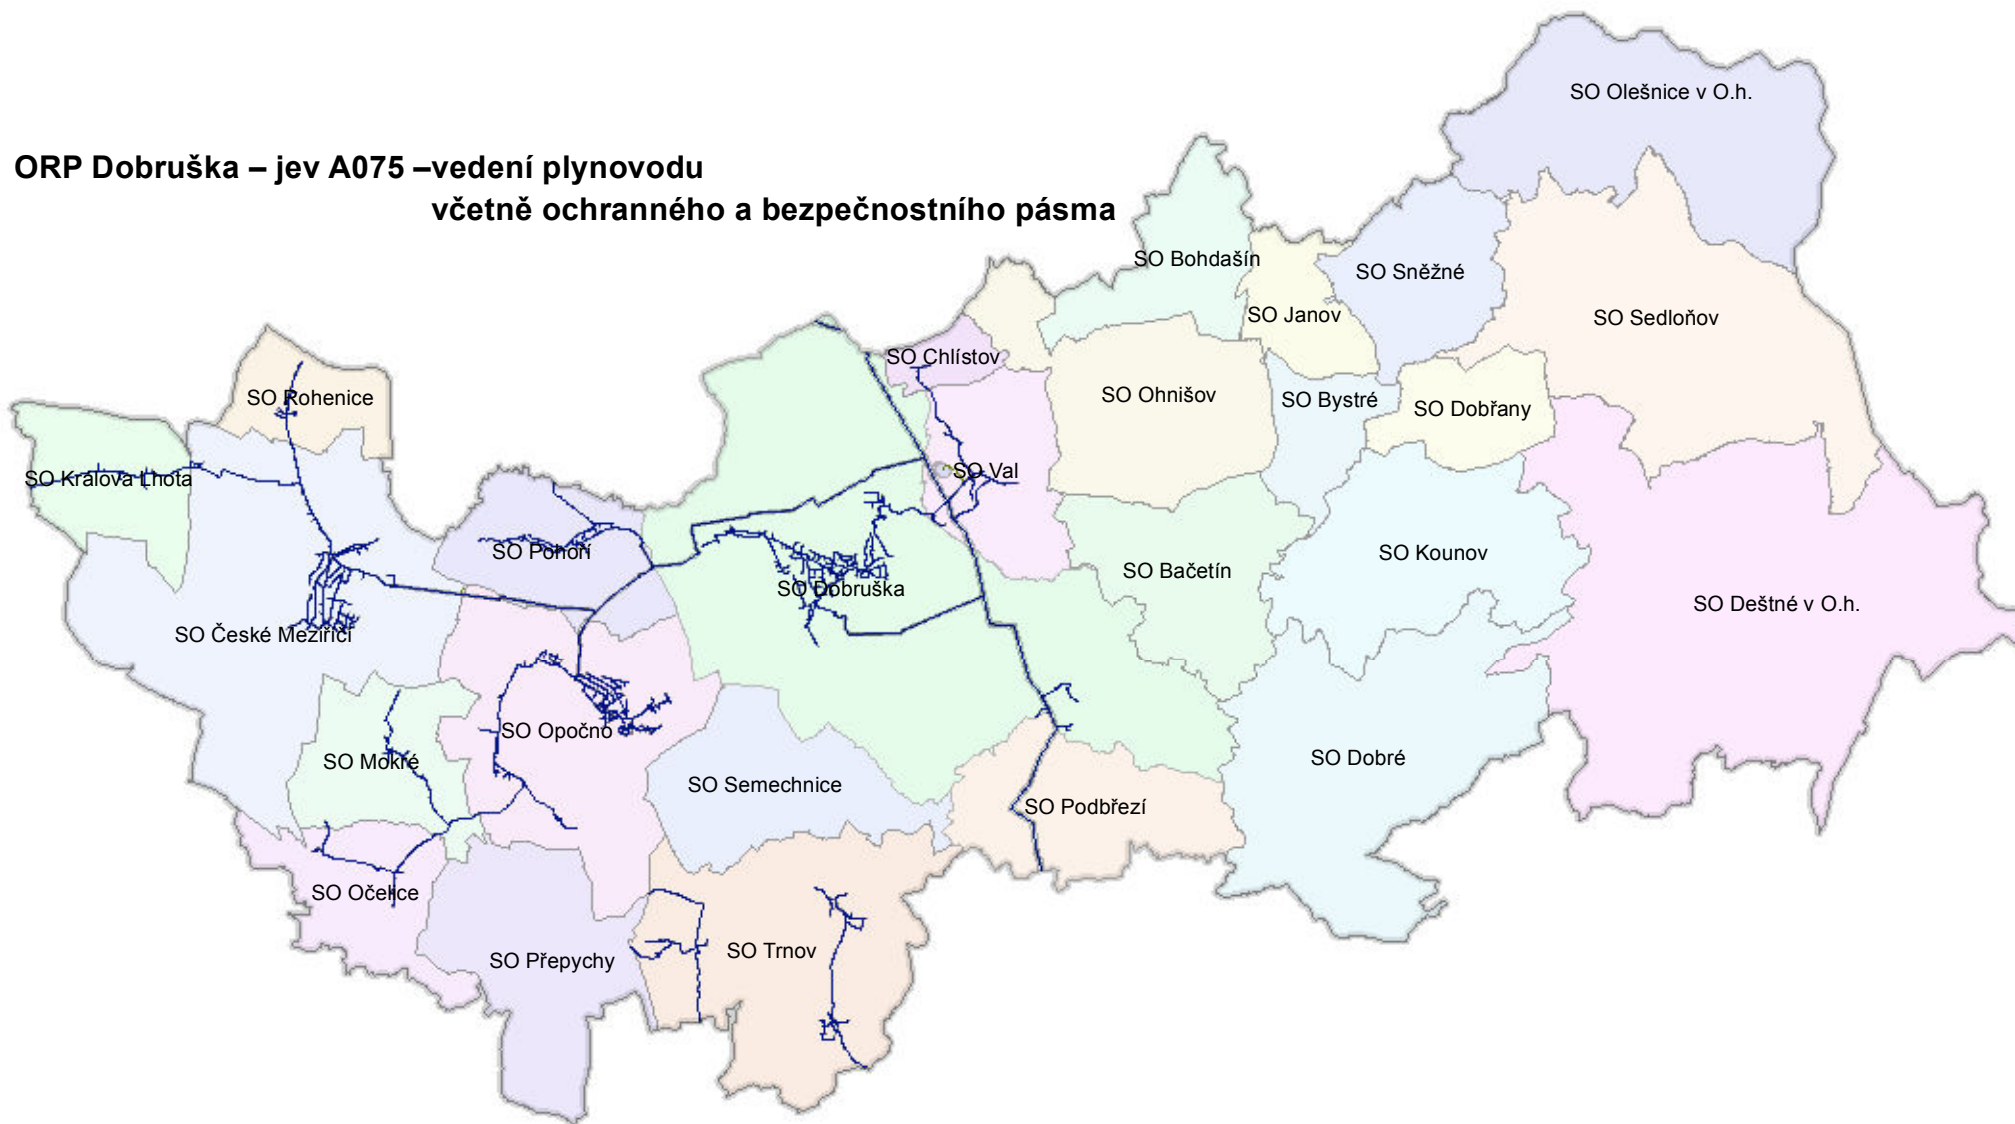 SO Olešnice v O.h.
ORP Dobruška – jev A075 –vedení plynovodu
včetně ochranného a bezpečnostního pásma
SO Bohdašín
SO Sněžné
SO Janov
SO Sedloňov
SO Chlístov
SO Rohenice
SO Ohnišov
SO Bystré
SO Dobřany
SO Králova Lhota
SO Val
SO Pohoří
SO Kounov
SO Bačetín
SO Dobruška
SO Deštné v O.h.
SO České Meziříčí
SO Opočno
SO Mokré
SO Dobré
SO Semechnice
SO Podbřezí
SO Očelice
SO Trnov
SO Přepychy